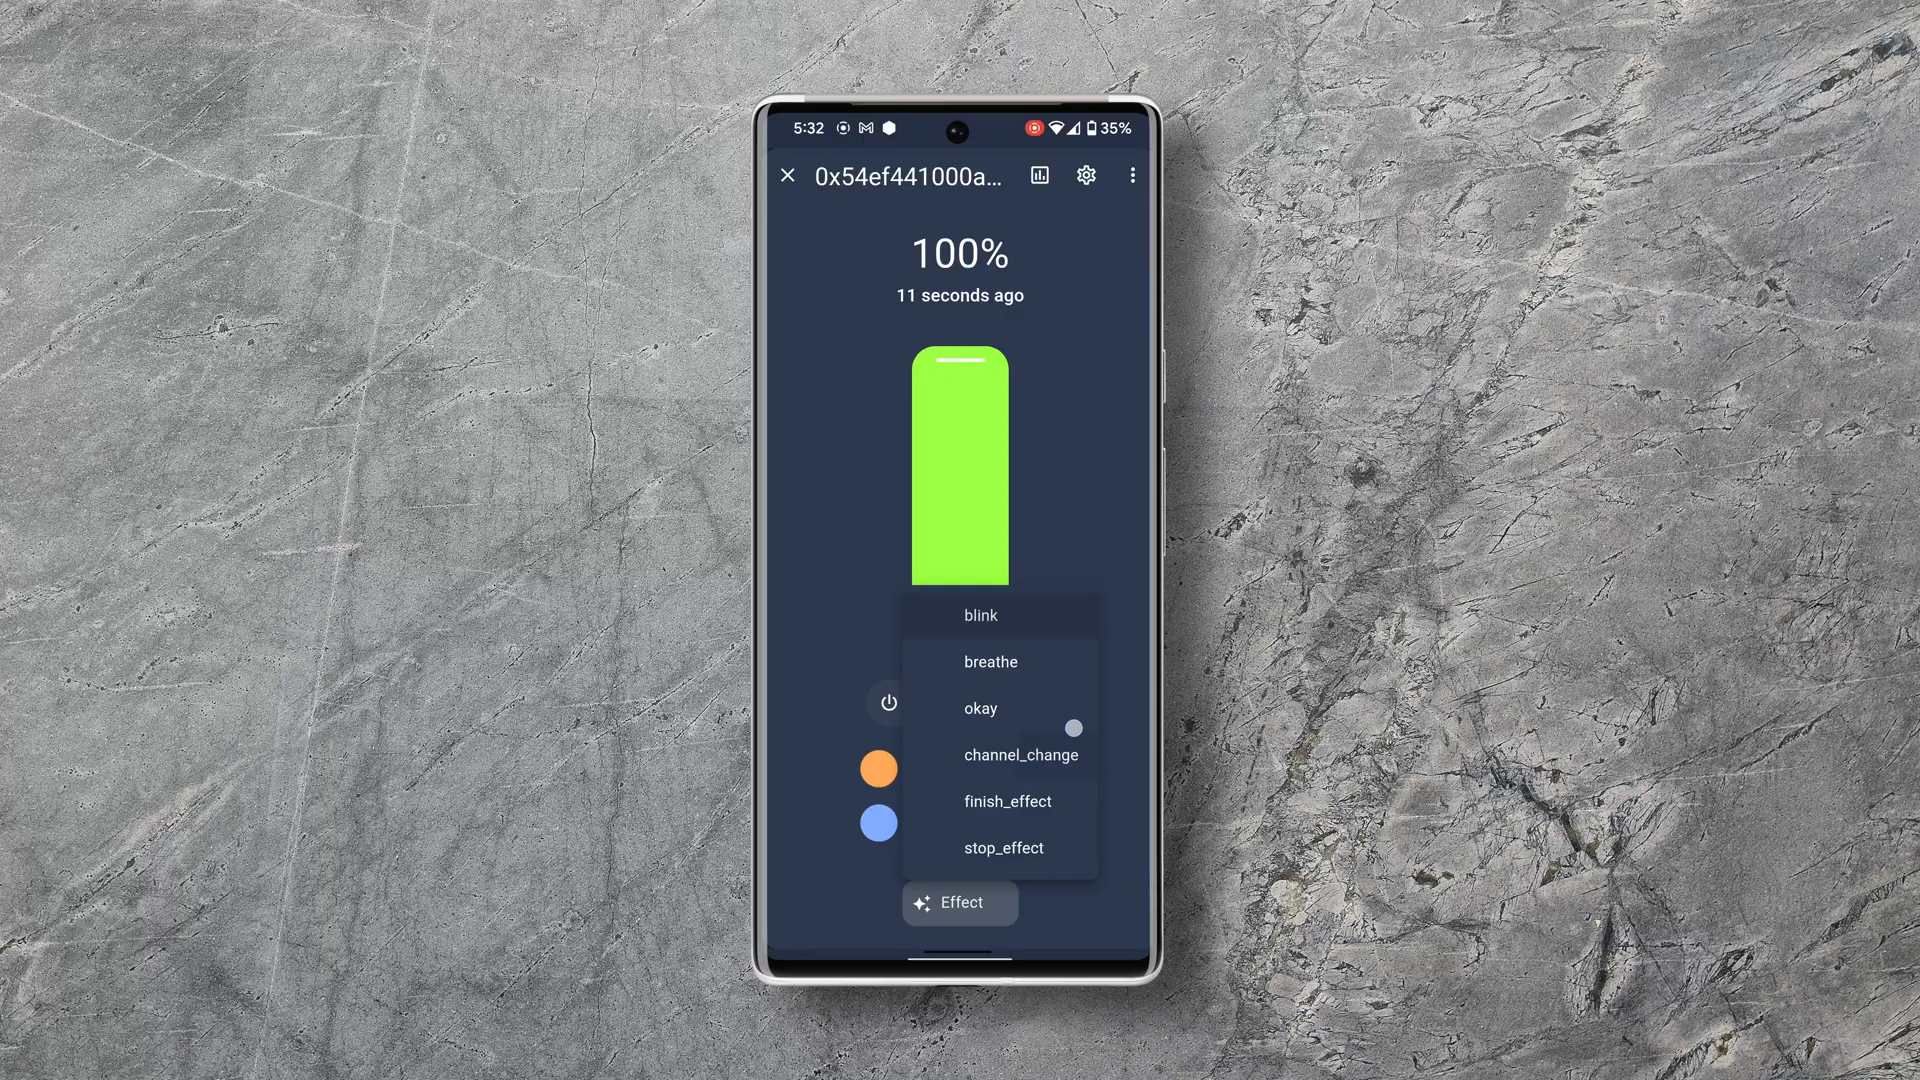 5:32
35%
0x54ef441000a...
100%
11 seconds ago
blink
breathe
okay
channel_change
finish_effect
stop_effect
Effect